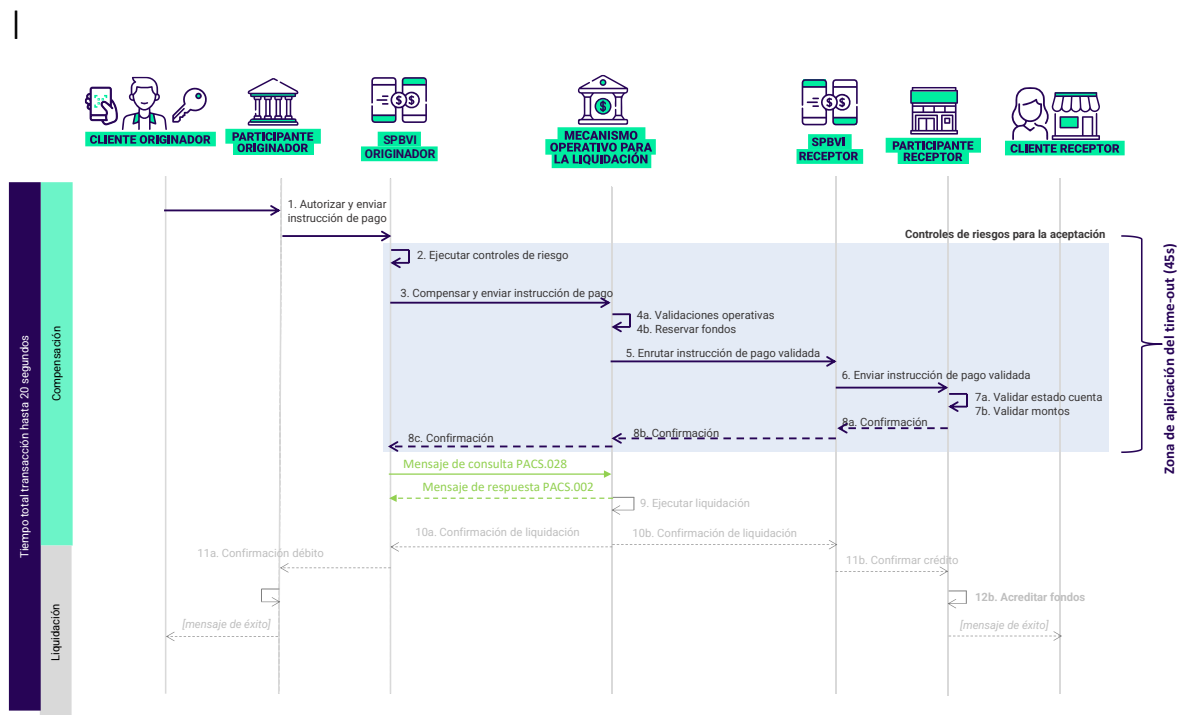 |
CLIENTE ORIGINADOR
PARTICIPANTE
ORIGINADOR
SPBVI
ORIGINADOR
MECANISMO
OPERATIVO PARA
LA LIQUIDACIÓN
SPBVI
RECEPTOR
PARTICIPANTE
RECEPTOR
CLIENTE RECEPTOR
Tiempo total transacción hasta 20 segundos
Compensación
Liquidación
1. Autorizar y enviar
instrucción de pago
Controles de riesgos para la aceptación
2. Ejecutar controles de riesgo
3. Compensar y enviar instrucción de pago
4a. Validaciones operativas
4b. Reservar fondos
5. Enrutar instrucción de pago validada
6. Enviar instrucción de pago validada
7a. Validar estado cuenta
7b. Validar montos
8a. Confirmación
8b. Confirmación
8c. Confirmación
Zona de aplicación del time-out (45s)
Mensaje de consulta PACS.028
Mensaje de respuesta PACS.002
9. Ejecutar liquidación
10a. Confirmación de liquidación
10b. Confirmación de liquidación
11a. Confirmación débito
11b. Confirmar crédito
12b. Acreditar fondos
[mensaje de éxito]
[mensaje de éxito]